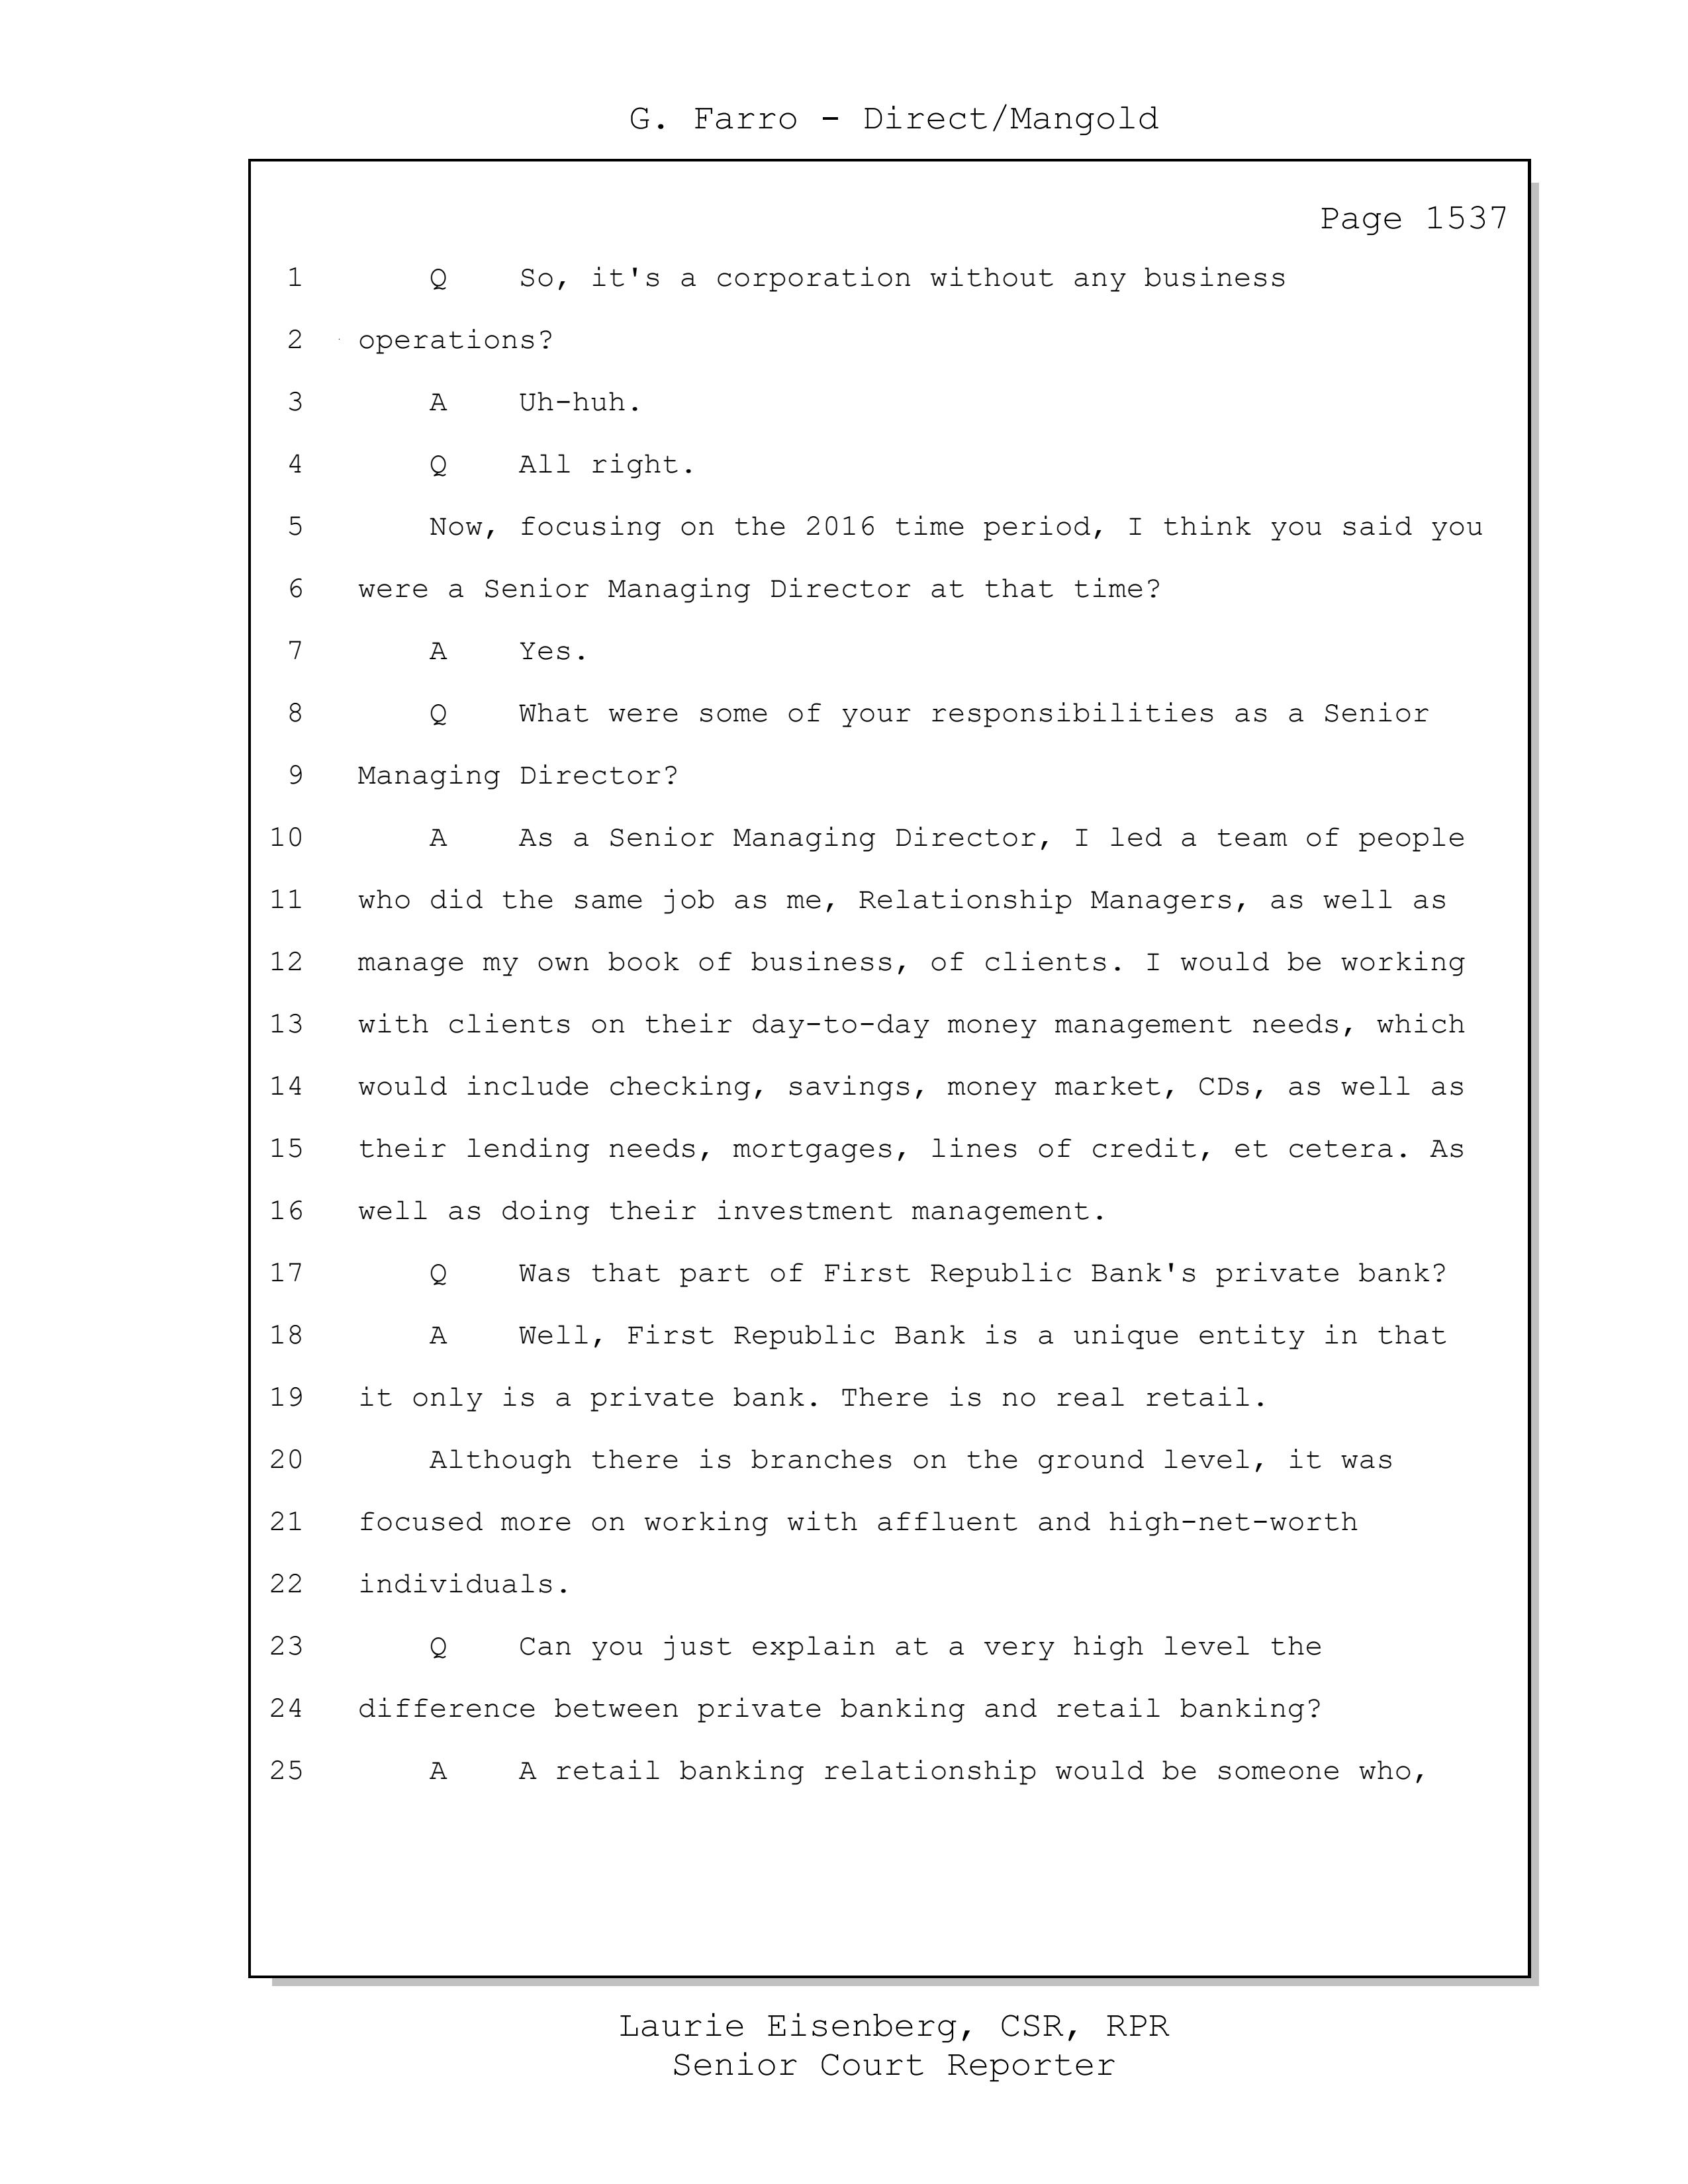 G. Farro - Direct/Mangold
Page 1537
1 Q So, it's a corporation without any business
2 operations?
3 A Uh-huh.
4 Q All right.
5 Now, focusing on the 2016 time period, I think you said you
6 were a Senior Managing Director at that time?
7 A Yes.
8 Q What were some of your responsibilities as a Senior
9 Managing Director?
10 A As a Senior Managing Director, I led a team of people
11 who did the same job as me, Relationship Managers, as well as
12 manage my own book of business, of clients. I would be working
13 with clients on their day-to-day money management needs, which
14 would include checking, savings, money market, CDs, as well as
15 their lending needs, mortgages, lines of credit, et cetera. As
16 well as doing their investment management.
17 Q Was that part of First Republic Bank's private bank?
18 A Well, First Republic Bank is a unique entity in that
19 it only is a private bank. There is no real retail.
20 Although there is branches on the ground level, it was
21 focused more on working with affluent and high-net-worth
22 individuals.
23 Q Can you just explain at a very high level the
24 difference between private banking and retail banking?
25 A A retail banking relationship would be someone who,
Laurie Eisenberg, CSR, RPR
Senior Court Reporter